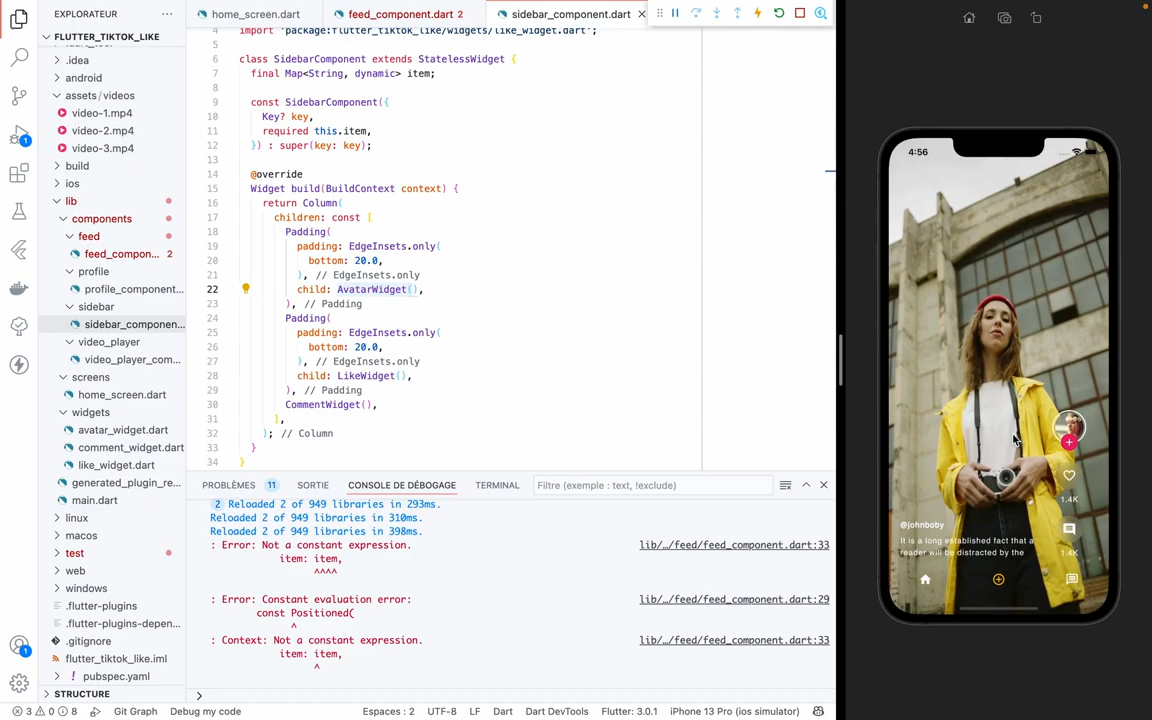 EXPLORATEUR
FLUTTER_TIKTOK_LIKE
.idea
android
assets/videos
video-1.mp4
video-2.mp4
video-3.mp4
build
ios
lib
components
feed
feed_compon... 2
profile
profile_component...
sidebar
sidebar_componen...
video_player
video_player_com...
screens
home_screen.dart
widgets
avatar_widget.dart
comment_widget.dart
like_widget.dart
generated_plugin_re...
main.dart
linux
macos
test
web
windows
.flutter-plugins
.flutter-plugins-depen...
.gitignore
flutter_tiktok_like.iml
pubspec.yaml
STRUCTURE
1
1
home_screen.dart
feed_component.dart 2
sidebar_component.dart
4 import 'package:flutter_tiktok_like/widgets/like_widget.dart';
5
6 class SidebarComponent extends StatelessWidget {
7 final Map<String, dynamic> item;
8
9 const SidebarComponent({
10 Key? key,
11 required this.item,
12 }) : super(key: key);
13
14 @override
15 Widget build(BuildContext context) {
16 return Column(
17 children: const [
18 Padding(
19 padding: EdgeInsets.only(
20 bottom: 20.0,
21 ), // EdgeInsets.only
22 child: AvatarWidget(),
23 ), // Padding
24 Padding(
25 padding: EdgeInsets.only(
26 bottom: 20.0,
27 ), // EdgeInsets.only
28 child: LikeWidget(),
29 ), // Padding
30 CommentWidget(),
31 ],
32 ); // Column
33 }
34 }
PROBLÈMES 11 SORTIE CONSOLE DE DÉBOGAGE TERMINAL Filtre (exemple : text, !exclude)
2 Reloaded 2 of 949 libraries in 293ms.
Reloaded 2 of 949 libraries in 310ms.
Reloaded 2 of 949 libraries in 398ms.
: Error: Not a constant expression. lib/…/feed/feed_component.dart:33
item: item,
^^^^
: Error: Constant evaluation error: lib/…/feed/feed_component.dart:29
const Positioned(
^
: Context: Not a constant expression. lib/…/feed/feed_component.dart:33
item: item,
^
3 0 8 Git Graph Debug my code Espaces : 2 UTF-8 LF Dart Dart DevTools Flutter: 3.0.1 iPhone 13 Pro (ios simulator)
4:56
1.4K
1.4K
@johnboby
It is a long established fact that a
reader will be distracted by the